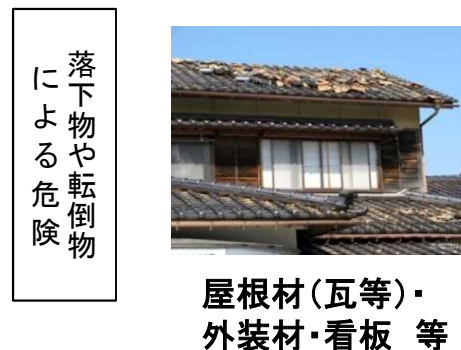 落下物や転倒物
による危険
屋根材（瓦等）・
外装材・看板　等